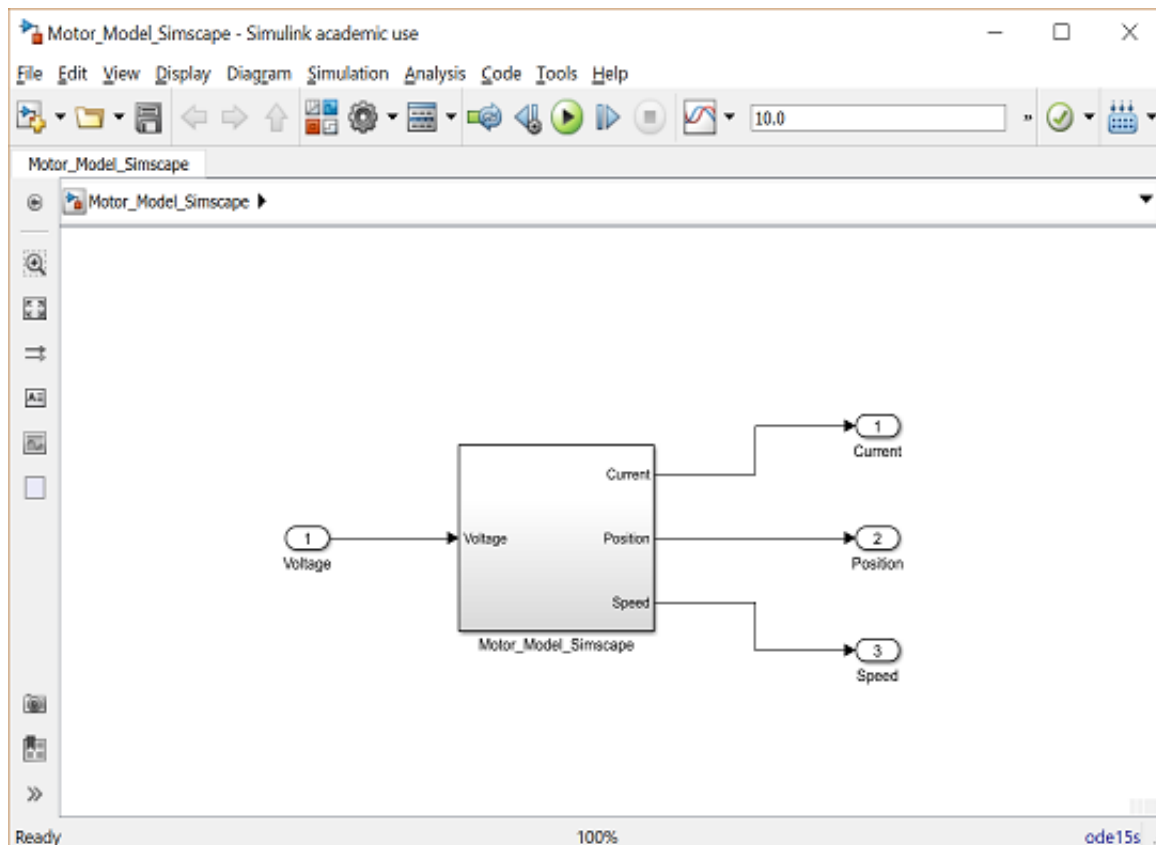 Motor_Model_Simscape - Simulink academic use
File Edit View Display Diagram Simulation Analysis Code Tools Help
10.0 »
Motor_Model_Simscape
Motor_Model_Simscape
1
Current
Current
1
Voltage
Voltage
Position
2
Position
Speed
Motor_Model_Simscape
3
Speed
Ready 100% ode15s